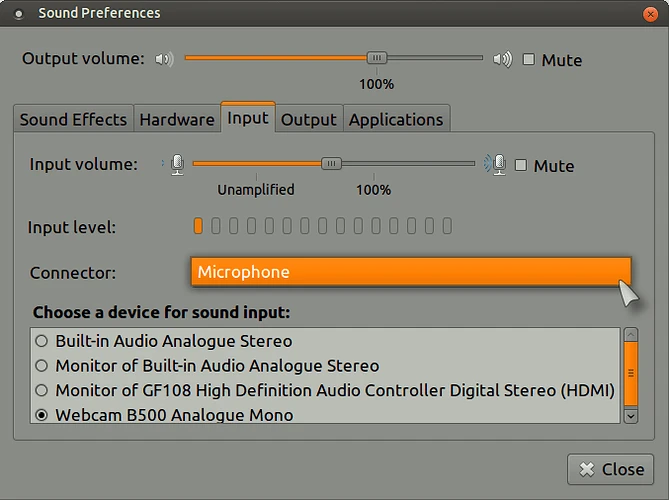 Sound Preferences
Output volume:
Mute
100%
Sound Effects
Hardware
Input
Output
Applications
Input volume:
Mute
Unamplified
100%
Input level:
Connector:
Microphone
Choose a device for sound input:
Built-in Audio Analogue Stereo
Monitor of Built-in Audio Analogue Stereo
Monitor of GF108 High Definition Audio Controller Digital Stereo (HDMI)
Webcam B500 Analogue Mono
Close